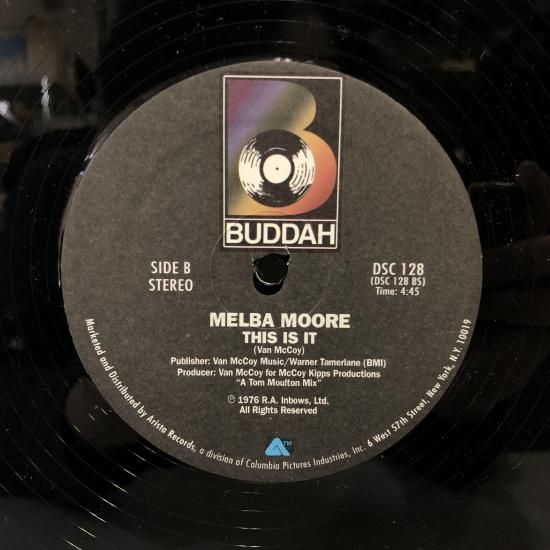 BUDDAH
SIDE B
STEREO
DSC 128
(DSC 128 BS)
Time: 4:45
MELBA MOORE
THIS IS IT
(Van McCoy)
Publisher: Van McCoy Music/Warner Tamerlane (BMI)
Producer: Van McCoy for McCoy Kipps Productions
"A Tom Moulton Mix"
℗ 1976 R.A. Inbows, Ltd.
All Rights Reserved
TM
Marketed and Distributed by Arista Records, a division of Columbia Pictures Industries, Inc. 6 West 57th Street, New York, N.Y. 10019